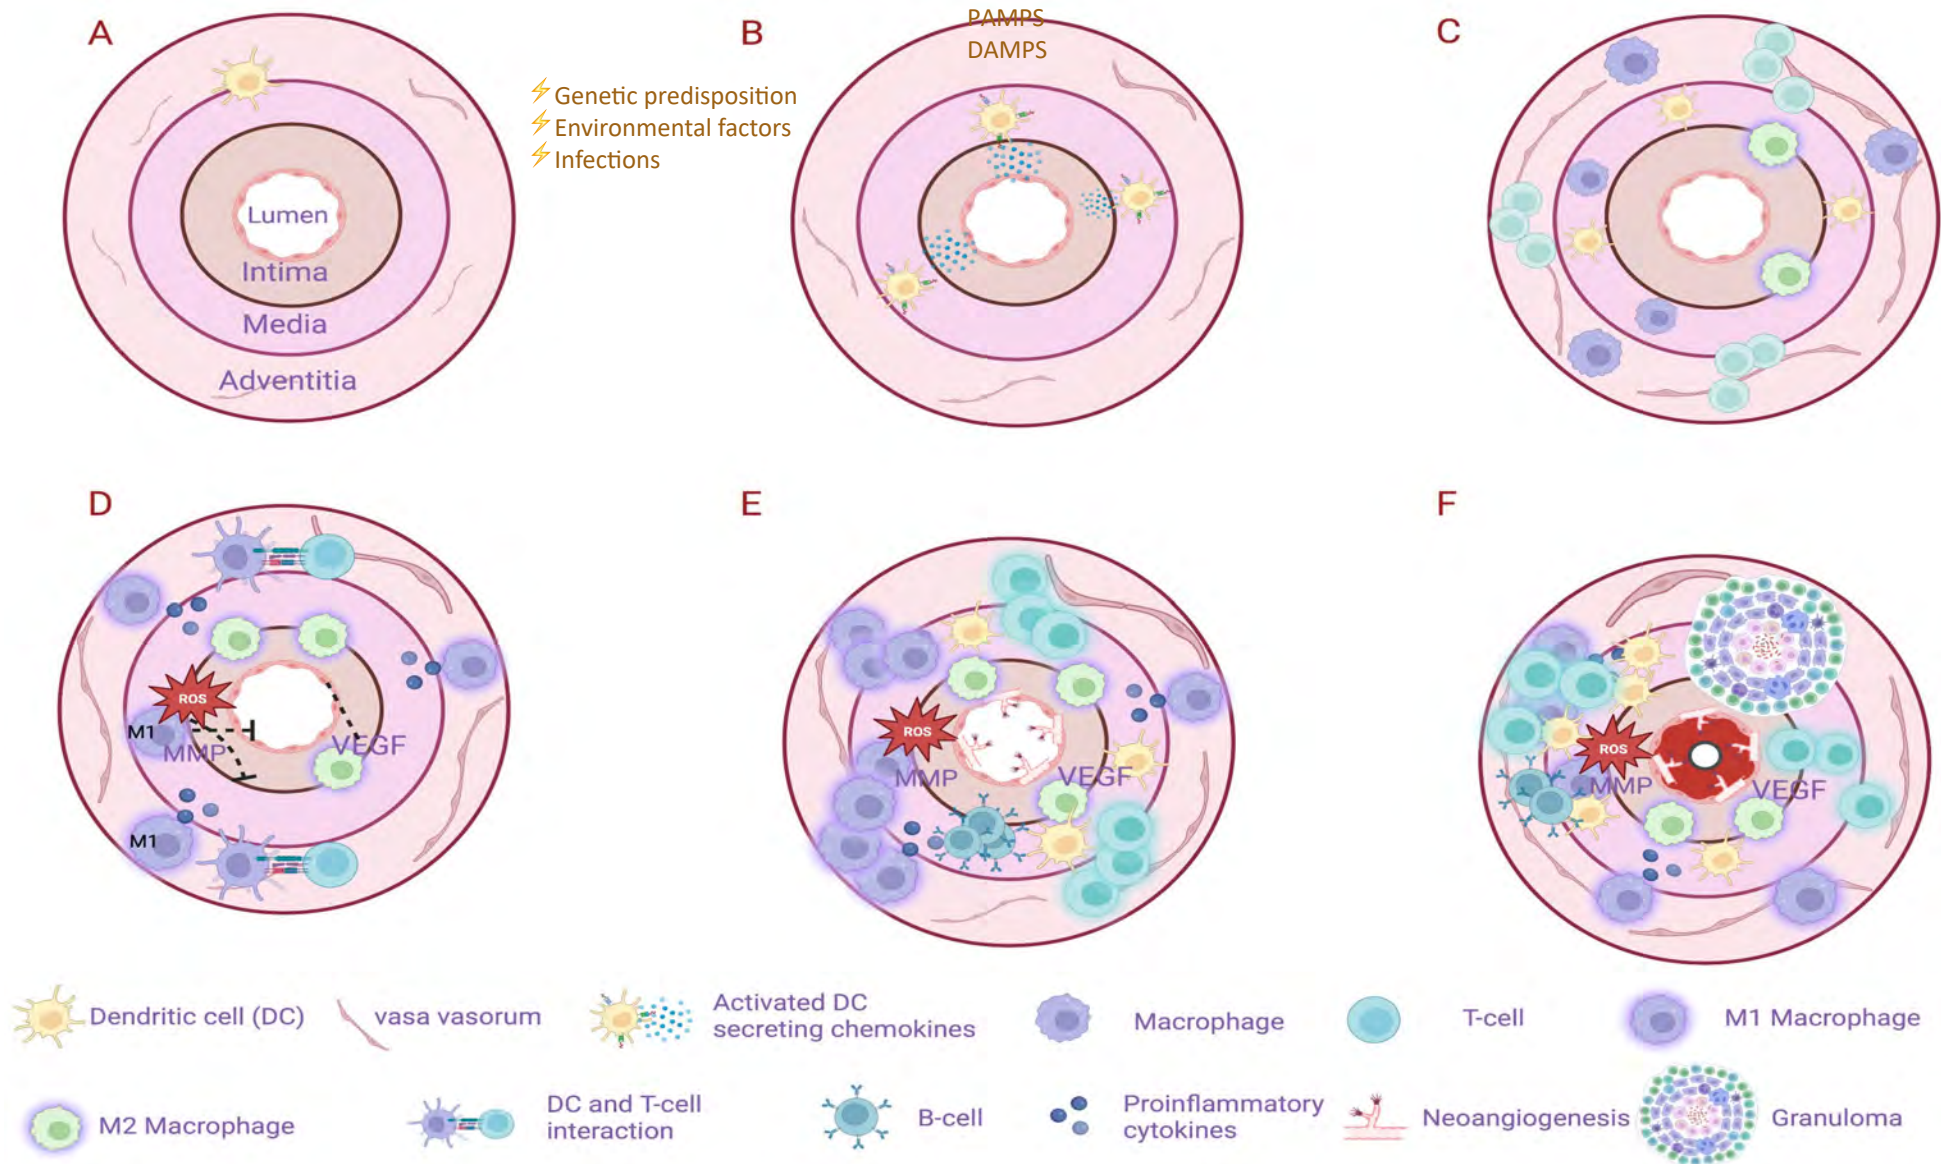 A
Lumen
Intima
Media
Adventitia
Genetic predisposition
Environmental factors
Infections
B
PAMPS
DAMPS
C
D
ROS
M1
MMP
VEGF
M1
E
ROS
MMP
VEGF
F
ROS
MMP
VEGF
Dendritic cell (DC)
vasa vasorum
Activated DC
secreting chemokines
Macrophage
T-cell
M1 Macrophage
M2 Macrophage
DC and T-cell
interaction
B-cell
Proinflammatory
cytokines
Neoangiogenesis
Granuloma